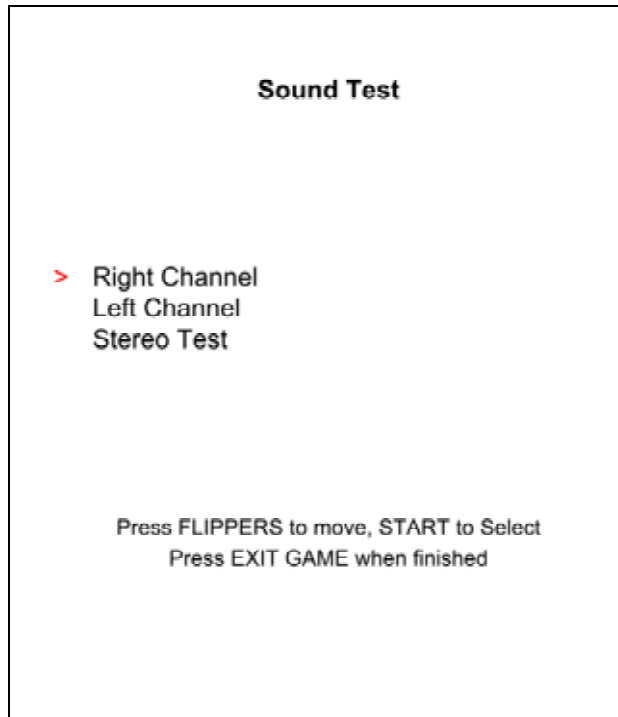 Sound Test
> Right Channel
Left Channel
Stereo Test
Press FLIPPERS to move, START to Select
Press EXIT GAME when finished